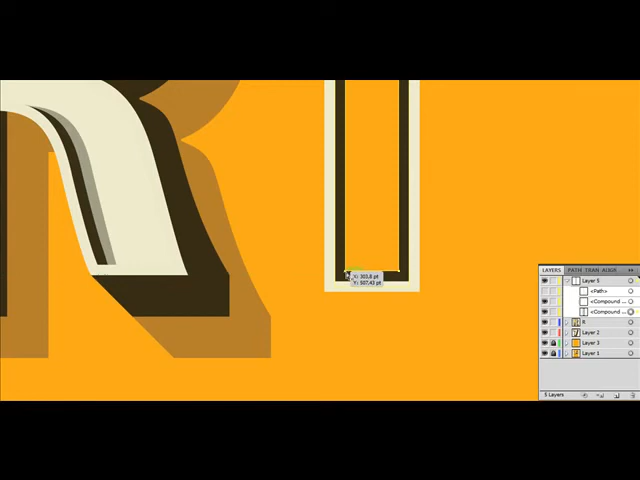 LAYERS PATH TRAN ALIGN
Layer 5
<Path>
<Compound ...
<Compound ...
R
Layer 2
Layer 3
Layer 1
5 Layers
X: 303,8 pt
Y: 507,43 pt